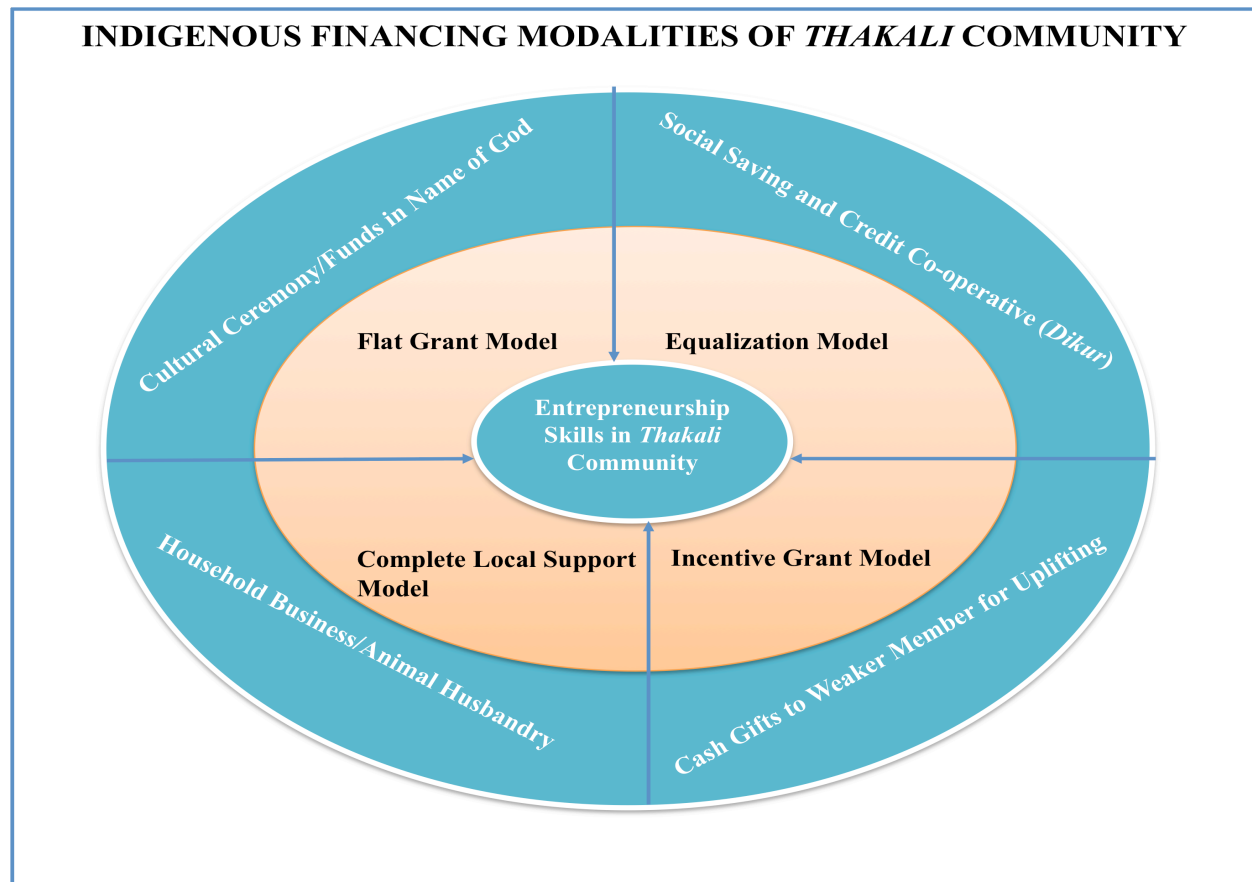 INDIGENOUS FINANCING MODALITIES OF THAKALI COMMUNITY
Cultural Ceremony/Funds in Name of God
Social Saving and Credit Co-operative (Dikur)
Flat Grant Model
Equalization Model
Entrepreneurship
Skills in Thakali
Community
Complete Local Support
Model
Incentive Grant Model
Household Business/Animal Husbandry
Cash Gifts to Weaker Member for Uplifting